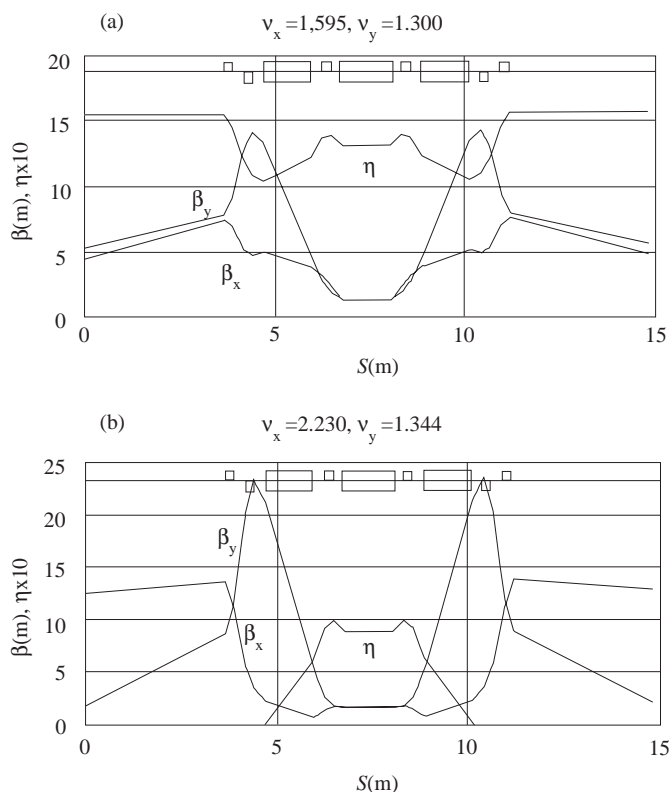 (a)
ν_x =1,595, ν_y =1.300
β(m), ηx10
20
15
10
5
0
η
β_y
β_x
0 5 10 15
S(m)
(b)
ν_x =2.230, ν_y =1.344
β(m), ηx10
25
20
15
10
5
0
β_y
β_x
η
0 5 10 15
S(m)